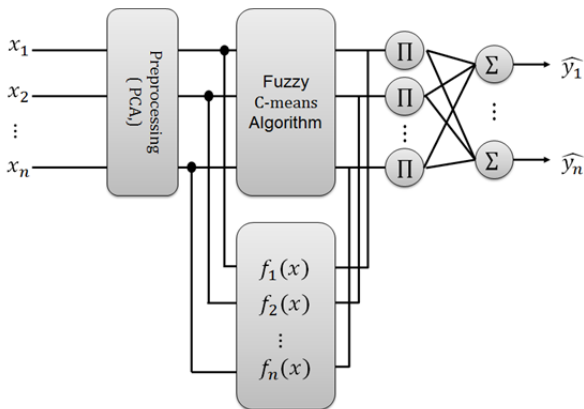 x₁
x₂
⋮
xₙ
Preprocessing
( PCA,)
Fuzzy
C-means
Algorithm
f₁(x)
f₂(x)
⋮
fₙ(x)
Π
Π
⋮
Π
Σ
⋮
Σ
ŷ₁
ŷₙ